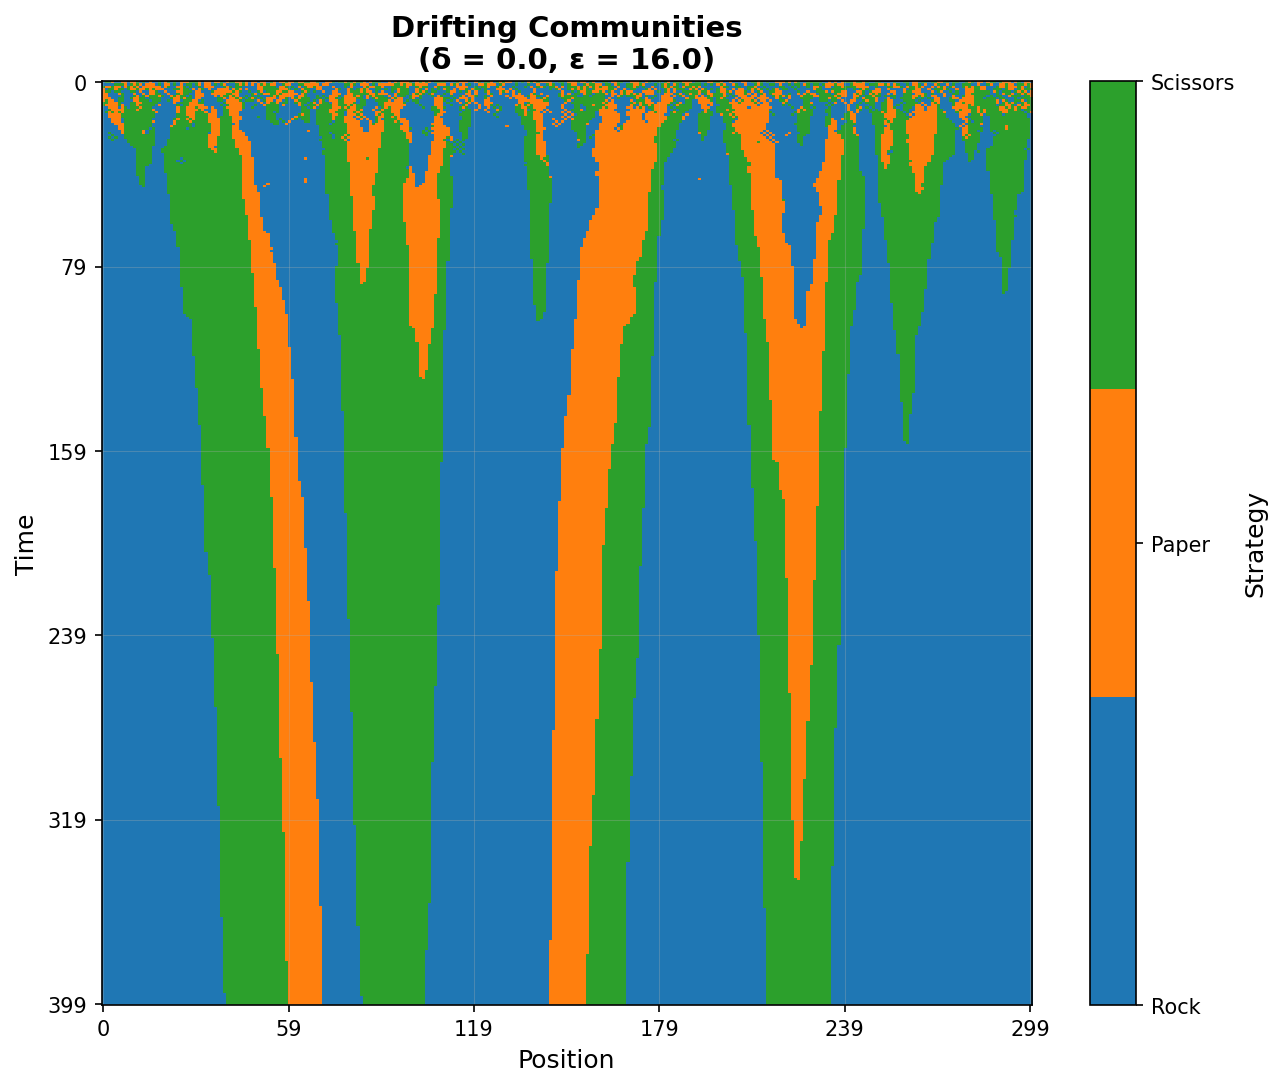 Drifting Communities
(δ = 0.0, ε = 16.0)
0
79
159
239
319
399
Time
0
59
119
179
239
299
Position
Scissors
Paper
Rock
Strategy